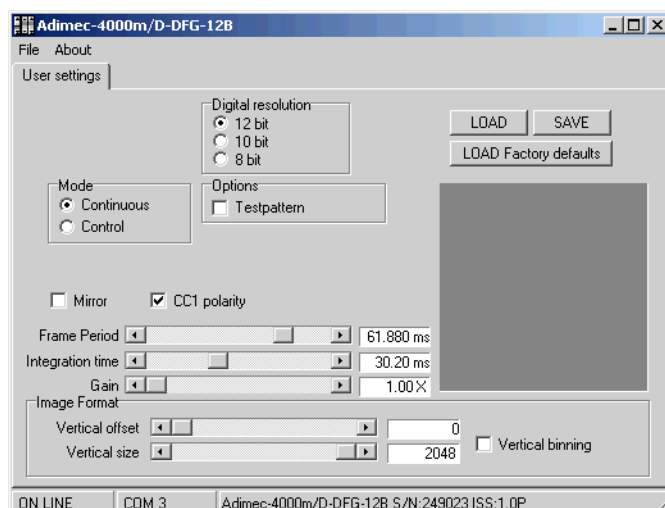 Adimec-4000m/D-DFG-12B
File About
User settings
Digital resolution
12 bit
10 bit
8 bit
LOAD SAVE
LOAD Factory defaults
Mode
Continuous
Control
Options
Testpattern
Mirror CC1 polarity
Frame Period 61.880 ms
Integration time 30.20 ms
Gain 1.00 X
Image Format
Vertical offset 0
Vertical size 2048
Vertical binning
ON LINE COM 3 Adimec-4000m/D-DFG-12B S/N:249023 ISS:1.0P